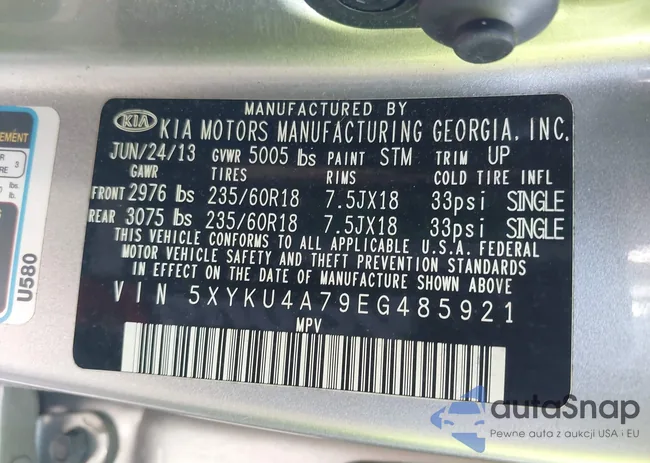 MANUFACTURED BY
KIA KIA MOTORS MANUFACTURING GEORGIA, INC.
JUN/24/13 GVWR 5005 lbs PAINT STM TRIM UP
GAWR TIRES RIMS COLD TIRE INFL
FRONT 2976 lbs 235/60R18 7.5JX18 33psi SINGLE
REAR 3075 lbs 235/60R18 7.5JX18 33psi SINGLE
THIS VEHICLE CONFORMS TO ALL APPLICABLE U.S.A. FEDERAL
MOTOR VEHICLE SAFETY AND THEFT PREVENTION STANDARDS
IN EFFECT ON THE DATE OF MANUFACTURE SHOWN ABOVE
VIN 5XYKU4A79EG485921
MPV
U580
autaSnap
Pewne auta z aukcji USA i EU